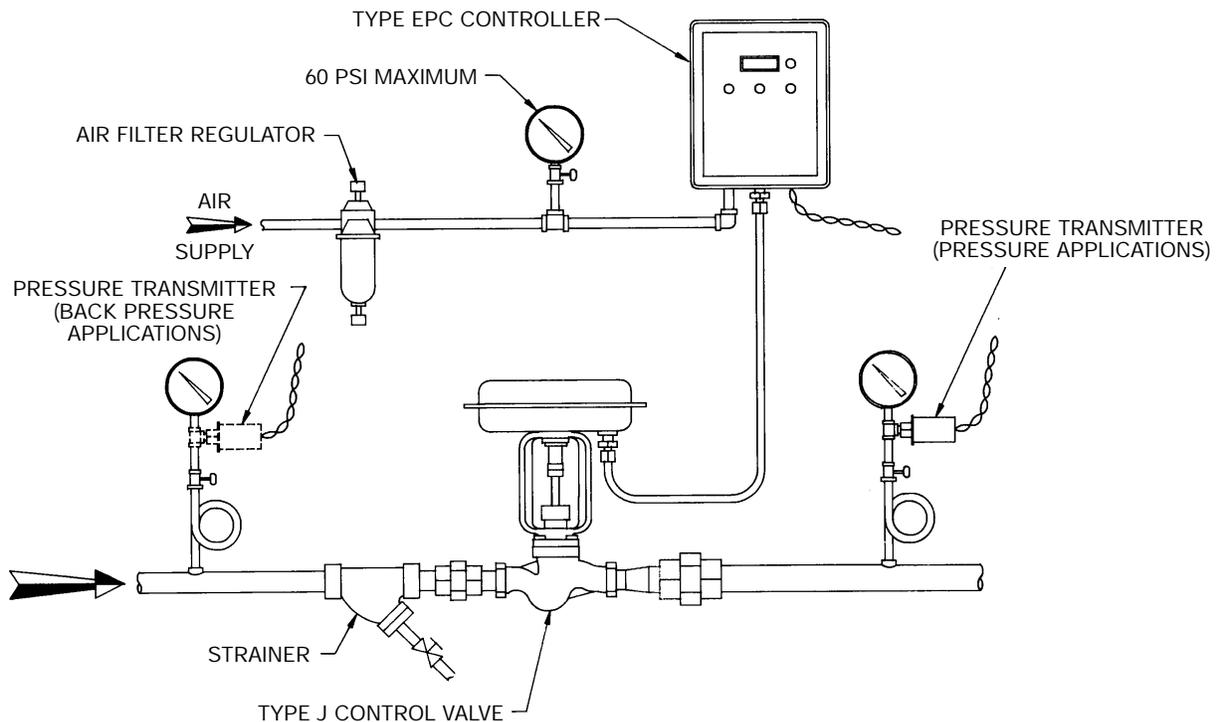 TYPE EPC CONTROLLER
60 PSI MAXIMUM
AIR FILTER REGULATOR
AIR
SUPPLY
PRESSURE TRANSMITTER
(PRESSURE APPLICATIONS)
PRESSURE TRANSMITTER
(BACK PRESSURE
APPLICATIONS)
STRAINER
TYPE J CONTROL VALVE